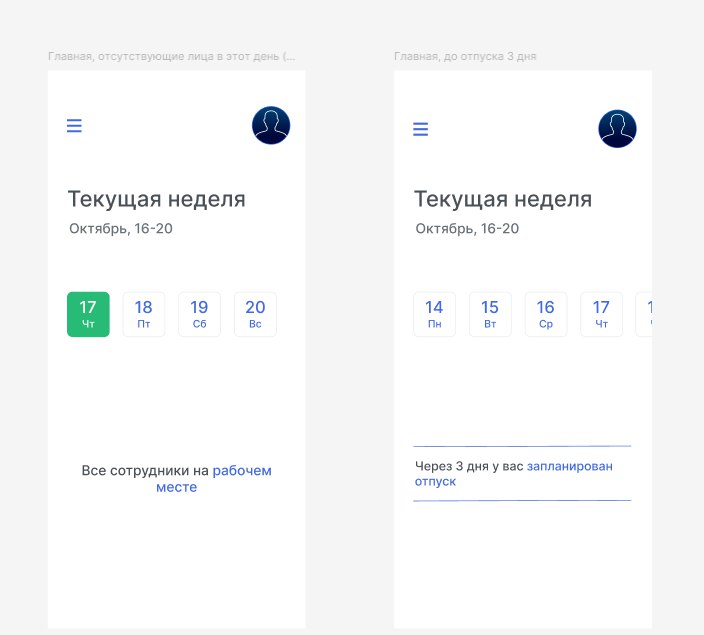 Главная, отсутствующие лица в этот день (...
Главная, до отпуска 3 дня
Текущая неделя
Октябрь, 16-20
17
Чт
18
Пт
19
Сб
20
Вс
Все сотрудники на рабочем
месте
Текущая неделя
Октябрь, 16-20
14
Пн
15
Вт
16
Ср
17
Чт
Через 3 дня у вас запланирован
отпуск